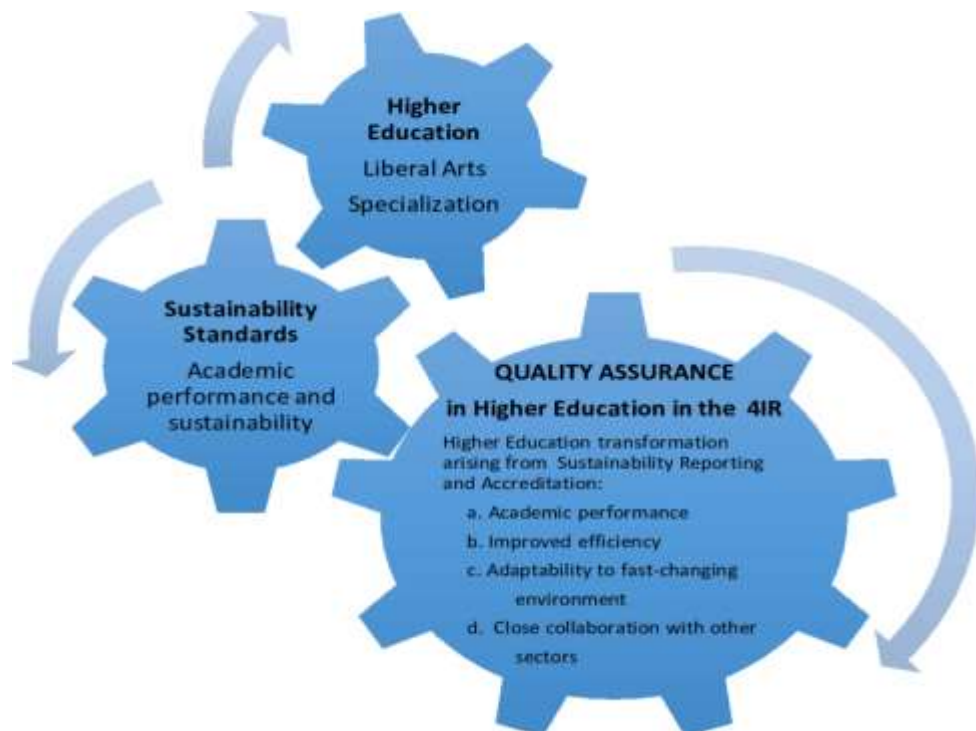 Higher
Education
Liberal Arts
Specialization
Sustainability
Standards
Academic
performance and
sustainability
QUALITY ASSURANCE
in Higher Education in the 4IR
Higher Education transformation
arising from Sustainability Reporting
and Accreditation:
a. Academic performance
b. Improved efficiency
c. Adaptability to fast-changing
environment
d. Close collaboration with other
sectors